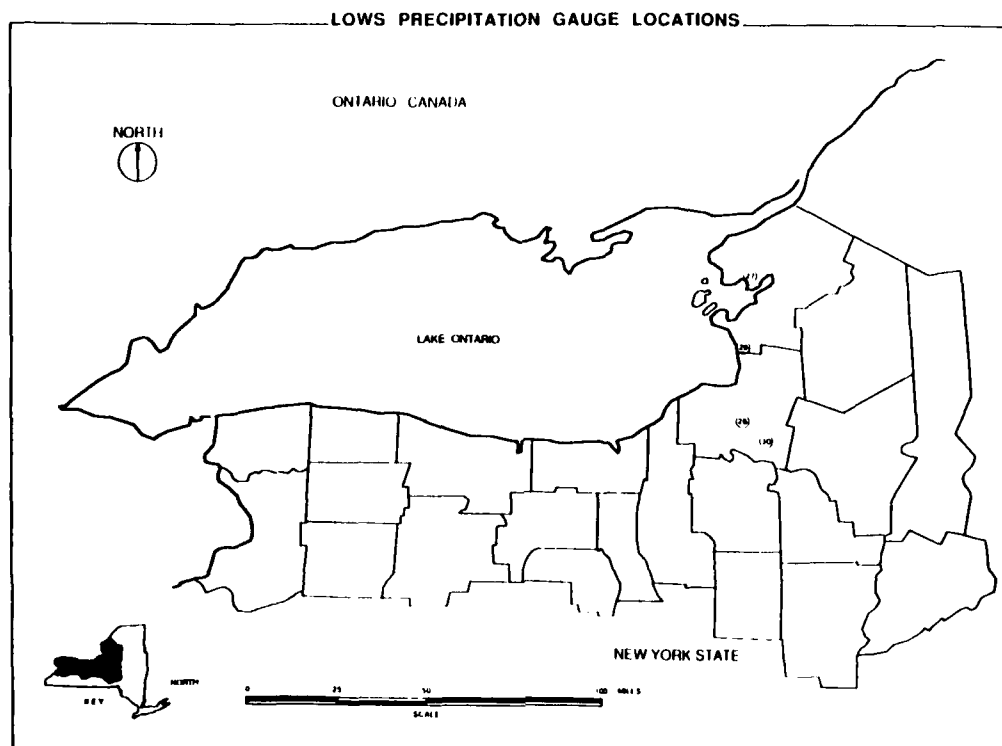 LOWS PRECIPITATION GAUGE LOCATIONS
ONTARIO CANADA
NORTH
LAKE ONTARIO
(26)
NEW YORK STATE
NORTH
KEY
0 25 50 100 MILES
SCALE